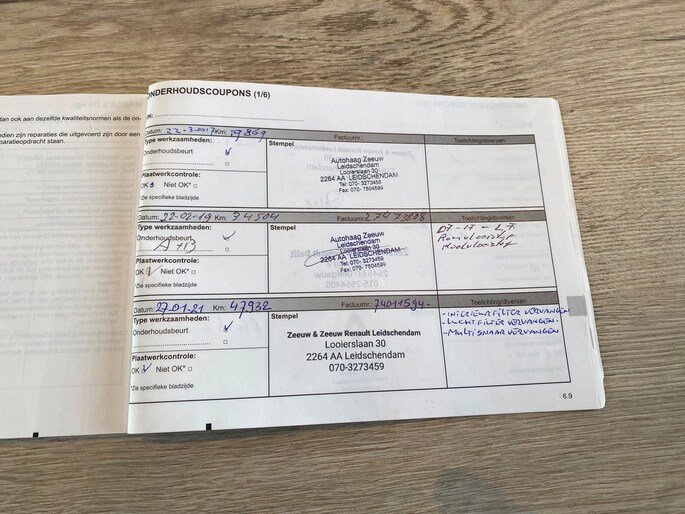 dan ook aan dezelfde kwaliteitsnormen als de on-
dien zijn reparaties die uitgevoerd zijn door een
paratieopdracht staan.
ONDERHOUDSCOUPONS (1/6)
Datum: 22-3-2017 Km: 19869 Factuurnr.: Toelichting/diversen
Type werkzaamheden: Stempel
Onderhoudsbeurt
Autohaag Zeeuw
Leidschendam
Looierslaan 30
2264 AA LEIDSCHENDAM
Tel: 070- 3273459
Plaatwerkcontrole:
OK Niet OK*
*Zie specifieke bladzijde
Datum: 22-02-19 Km: 34504 Factuurnr. Toelichting/diversen
Type werkzaamheden: Stempel
Onderhoudsbeurt
Autohaag Zeeuw
Leidschendam
Looierslaan 30
2264 AA LEIDSCHENDAM
Tel: 070- 3273459
Plaatwerkcontrole:
OK Niet OK*
*Zie specifieke bladzijde
Datum: 27-01-21 Km: 47932 Factuurnr.: 74011594- Toelichting/diversen
Type werkzaamheden: Stempel
Onderhoudsbeurt
Zeeuw & Zeeuw Renault Leidschendam
Looierslaan 30
2264 AA Leidschendam
070-3273459
- INTERIEURFILTER VERVANGEN
- LUCHTFILTER VERVANGEN-
- MULTISNAAR VERVANGEN
Plaatwerkcontrole:
OK Niet OK*
*Zie specifieke bladzijde
6.9